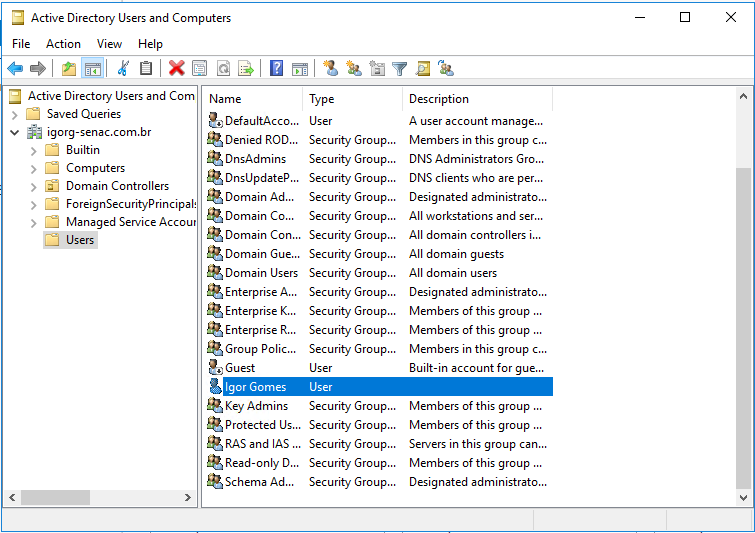 Active Directory Users and Computers
File Action View Help
Active Directory Users and Com
Saved Queries
igorg-senac.com.br
Builtin
Computers
Domain Controllers
ForeignSecurityPrincipals
Managed Service Accour
Users
Name Type Description
DefaultAcco... User A user account manage...
Denied ROD... Security Group... Members in this group c...
DnsAdmins Security Group... DNS Administrators Gro...
DnsUpdateP... Security Group... DNS clients who are per...
Domain Ad... Security Group... Designated administrato...
Domain Co... Security Group... All workstations and ser...
Domain Con... Security Group... All domain controllers i...
Domain Gue... Security Group... All domain guests
Domain Users Security Group... All domain users
Enterprise A... Security Group... Designated administrato...
Enterprise K... Security Group... Members of this group ...
Enterprise R... Security Group... Members of this group ...
Group Polic... Security Group... Members in this group c...
Guest User Built-in account for gue...
Igor Gomes User
Key Admins Security Group... Members of this group ...
Protected Us... Security Group... Members of this group ...
RAS and IAS ... Security Group... Servers in this group can...
Read-only D... Security Group... Members of this group ...
Schema Ad... Security Group... Designated administrato...